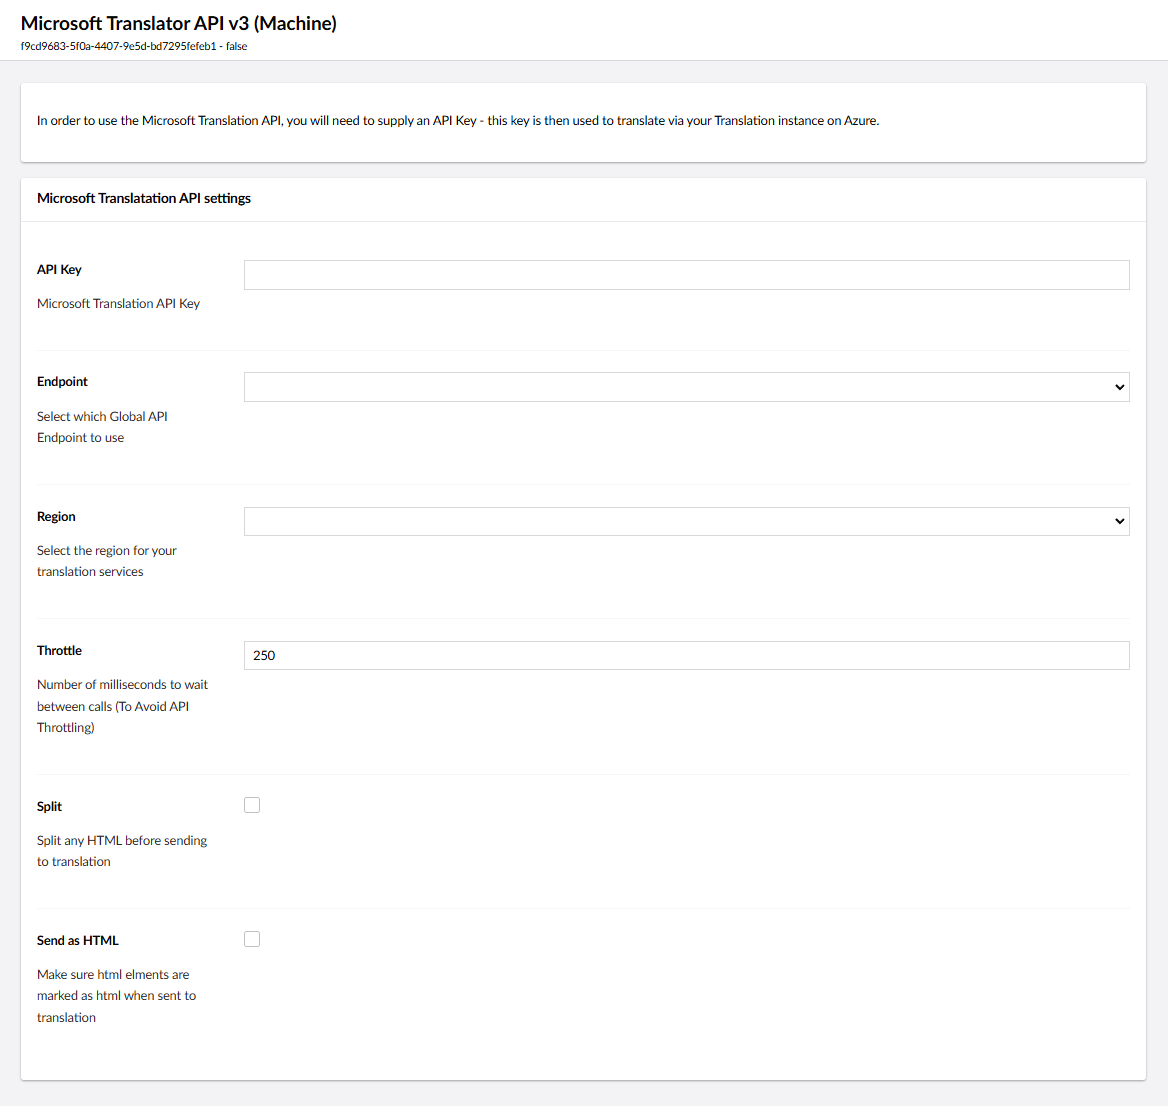 Microsoft Translator API v3 (Machine)
f9cd9683-5f0a-4407-9e5d-bd7295fefeb1 - false
In order to use the Microsoft Translation API, you will need to supply an API Key - this key is then used to translate via your Translation instance on Azure.
Microsoft Translatation API settings
API Key
Microsoft Translation API Key
Endpoint
Select which Global API
Endpoint to use
Region
Select the region for your
translation services
Throttle
250
Number of milliseconds to wait
between calls (To Avoid API
Throttling)
Split
Split any HTML before sending
to translation
Send as HTML
Make sure html elments are
marked as html when sent to
translation